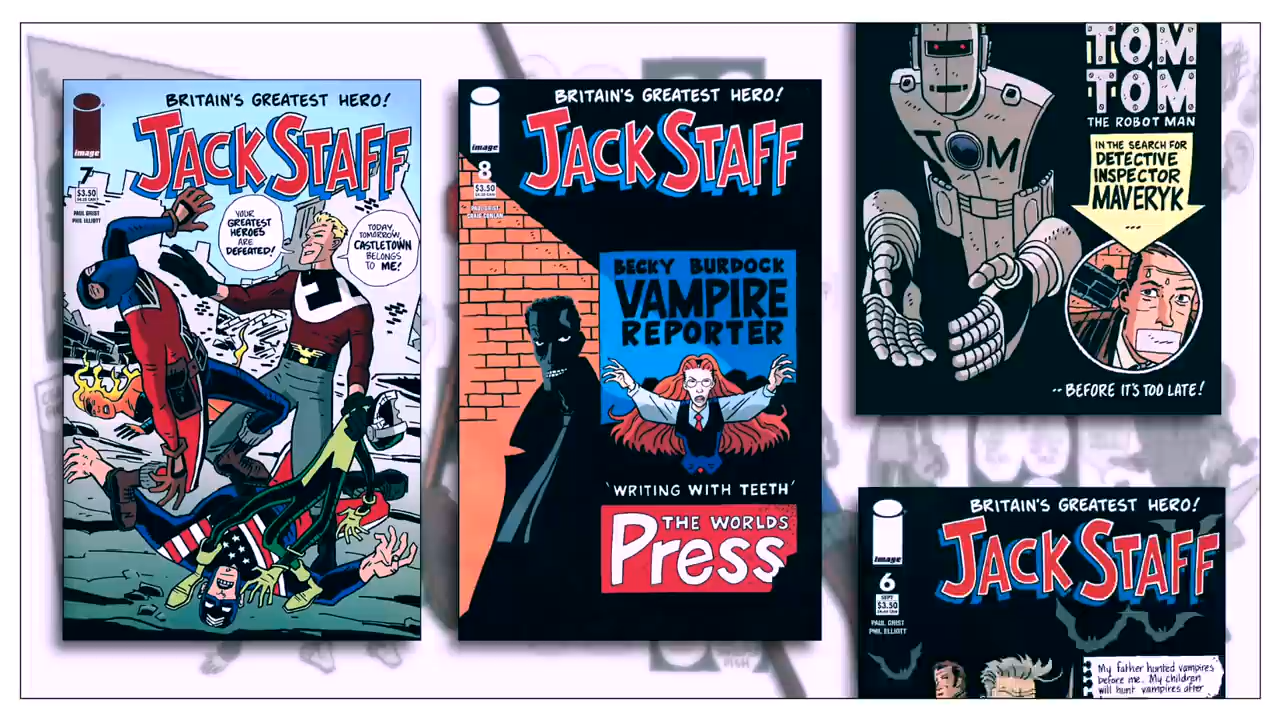 BRITAIN'S GREATEST HERO!
JACK STAFF
image
7
$3.50
PAUL GRIST
PHIL ELLIOTT
YOUR
GREATEST
HEROES
ARE
DEFEATED!
TODAY,
TOMORROW,
CASTLETOWN
BELONGS
TO ME!
BRITAIN'S GREATEST HERO!
JACK STAFF
image
8
$3.50
PAUL GRIST
CRAIG CONLAN
BECKY BURDOCK
VAMPIRE
REPORTER
'WRITING WITH TEETH'
THE WORLDS
Press
TOM
TOM
THE ROBOT MAN
T M
IN THE SEARCH FOR
DETECTIVE
INSPECTOR
MAVERYK
...
-- BEFORE IT'S TOO LATE!
BRITAIN'S GREATEST HERO!
JACK STAFF
image
6
SEPT
$3.50
PAUL GRIST
PHIL ELLIOTT
My father hunted vampires
before me. My children
will hunt vampires after